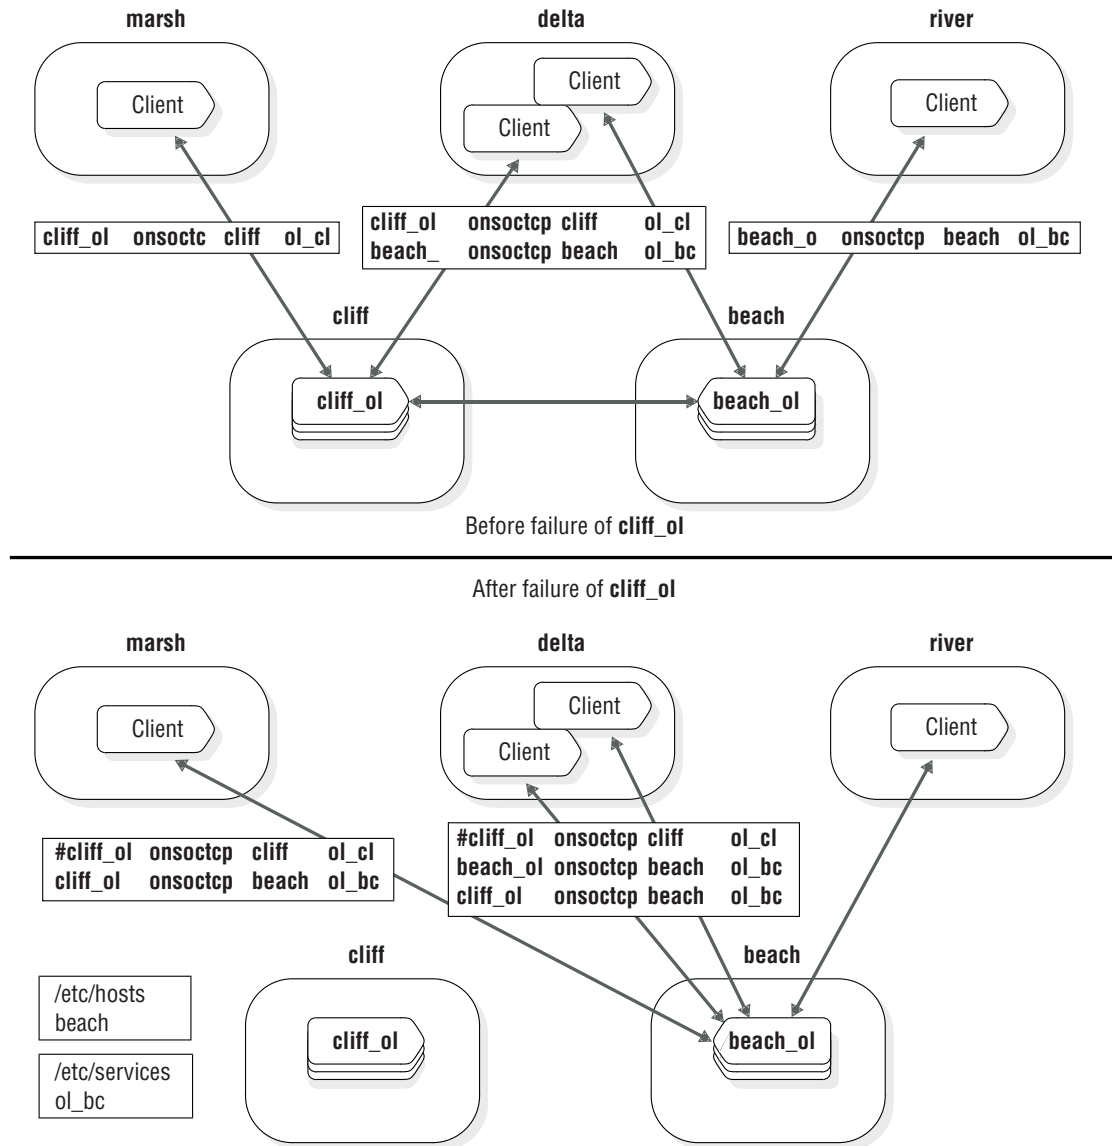 marsh delta river
Client
Client
Client
Client
cliff_ol onsoctc cliff ol_cl
cliff_ol onsoctcp cliff ol_cl
beach_ onsoctcp beach ol_bc
beach_o onsoctcp beach ol_bc
cliff beach
cliff_ol beach_ol
Before failure of cliff_ol
After failure of cliff_ol
marsh delta river
Client
Client
Client
Client
#cliff_ol onsoctcp cliff ol_cl
cliff_ol onsoctcp beach ol_bc
#cliff_ol onsoctcp cliff ol_cl
beach_ol onsoctcp beach ol_bc
cliff_ol onsoctcp beach ol_bc
cliff beach
/etc/hosts
beach
cliff_ol beach_ol
/etc/services
ol_bc